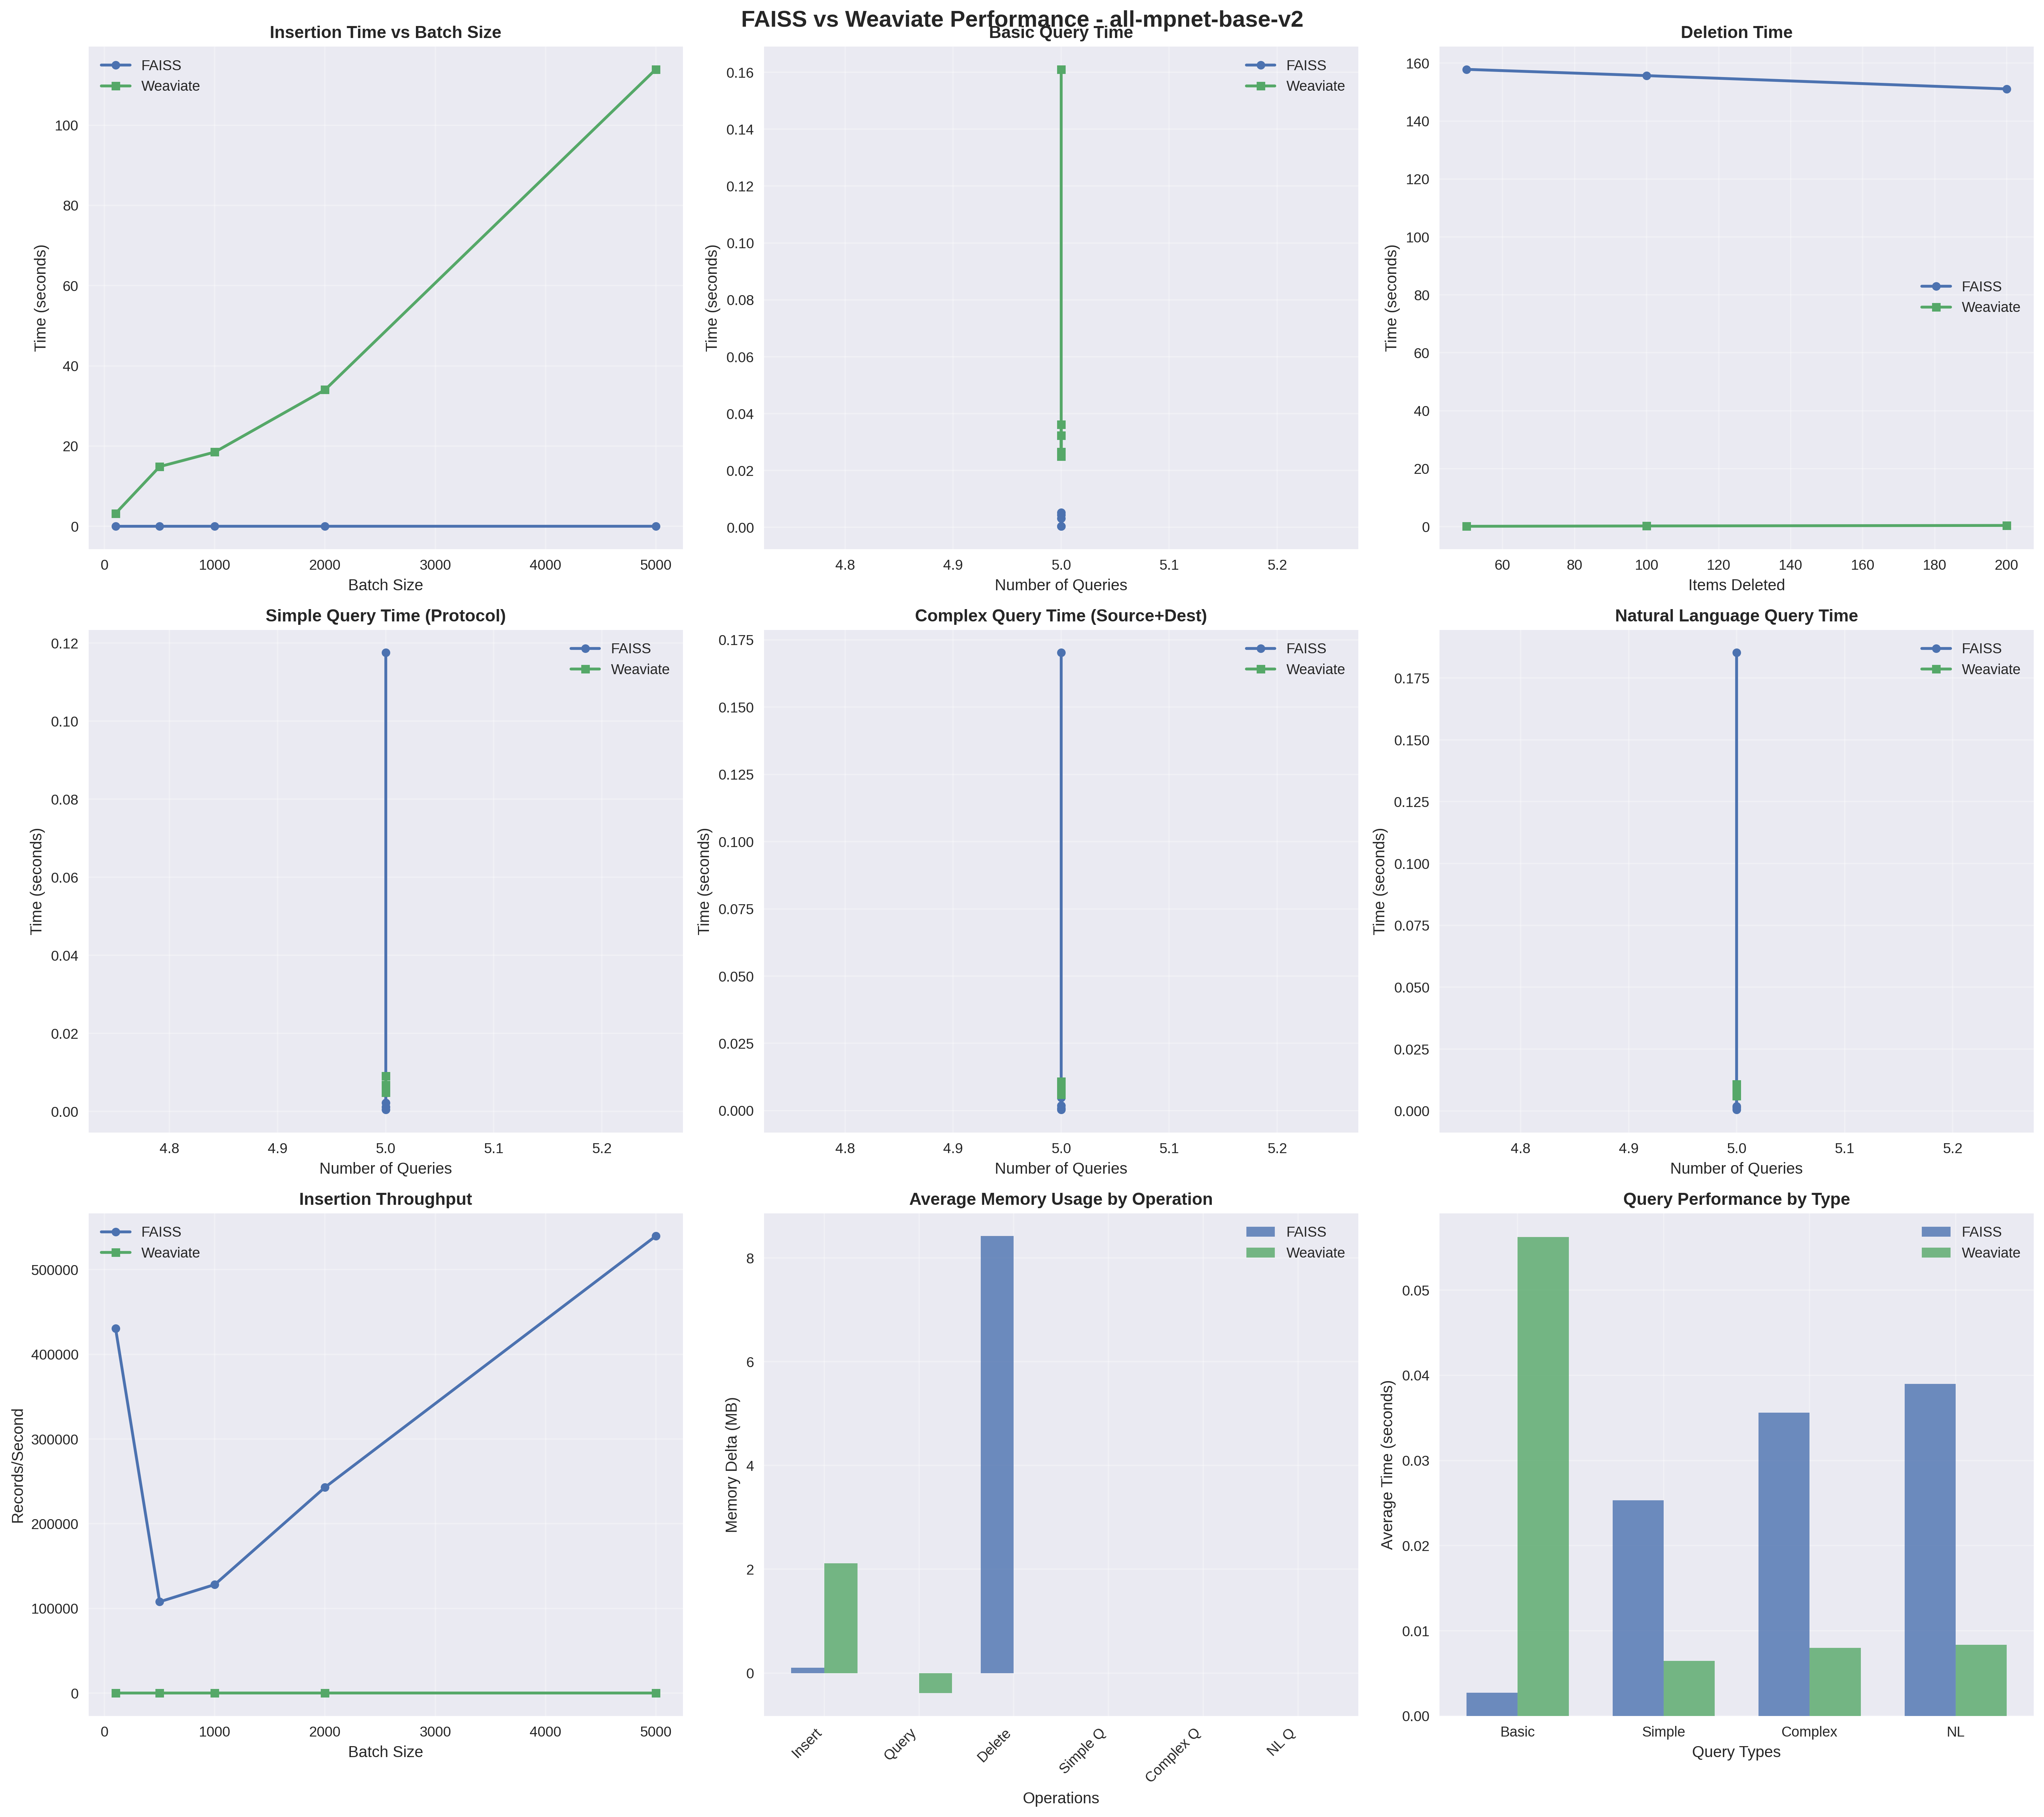 FAISS vs Weaviate Performance - all-mpnet-base-v2
Insertion Time vs Batch Size
FAISS
Weaviate
Time (seconds)
100
80
60
40
20
0
0 1000 2000 3000 4000 5000
Batch Size
Basic Query Time
FAISS
Weaviate
Time (seconds)
0.16
0.14
0.12
0.10
0.08
0.06
0.04
0.02
0.00
4.8 4.9 5.0 5.1 5.2
Number of Queries
Deletion Time
FAISS
Weaviate
Time (seconds)
160
140
120
100
80
60
40
20
0
60 80 100 120 140 160 180 200
Items Deleted
Simple Query Time (Protocol)
FAISS
Weaviate
Time (seconds)
0.12
0.10
0.08
0.06
0.04
0.02
0.00
4.8 4.9 5.0 5.1 5.2
Number of Queries
Complex Query Time (Source+Dest)
FAISS
Weaviate
Time (seconds)
0.175
0.150
0.125
0.100
0.075
0.050
0.025
0.000
4.8 4.9 5.0 5.1 5.2
Number of Queries
Natural Language Query Time
FAISS
Weaviate
Time (seconds)
0.175
0.150
0.125
0.100
0.075
0.050
0.025
0.000
4.8 4.9 5.0 5.1 5.2
Number of Queries
Insertion Throughput
FAISS
Weaviate
Records/Second
500000
400000
300000
200000
100000
0
0 1000 2000 3000 4000 5000
Batch Size
Average Memory Usage by Operation
FAISS
Weaviate
Memory Delta (MB)
8
6
4
2
0
Insert Query Delete Simple Q Complex Q NL Q
Operations
Query Performance by Type
FAISS
Weaviate
Average Time (seconds)
0.05
0.04
0.03
0.02
0.01
0.00
Basic Simple Complex NL
Query Types